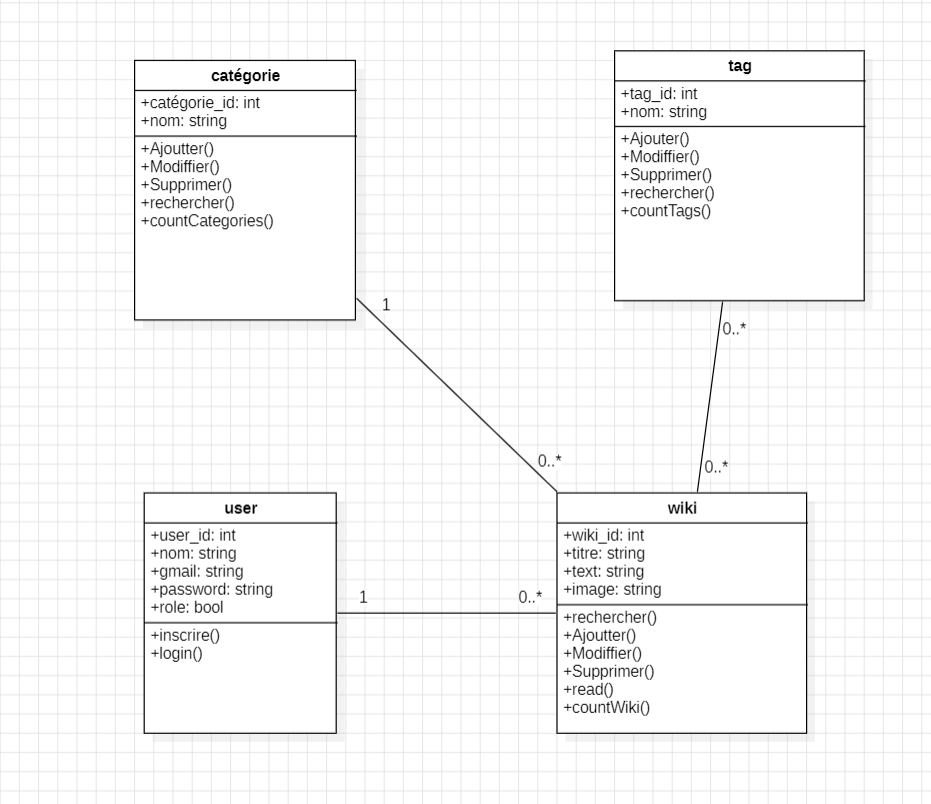 catégorie
+catégorie_id: int
+nom: string
+Ajoutter()
+Modiffier()
+Supprimer()
+rechercher()
+countCategories()
tag
+tag_id: int
+nom: string
+Ajouter()
+Modiffier()
+Supprimer()
+rechercher()
+countTags()
1
0..*
0..*
0..*
user
+user_id: int
+nom: string
+gmail: string
+password: string
+role: bool
+inscrire()
+login()
1
0..*
wiki
+wiki_id: int
+titre: string
+text: string
+image: string
+rechercher()
+Ajoutter()
+Modiffier()
+Supprimer()
+read()
+countWiki()